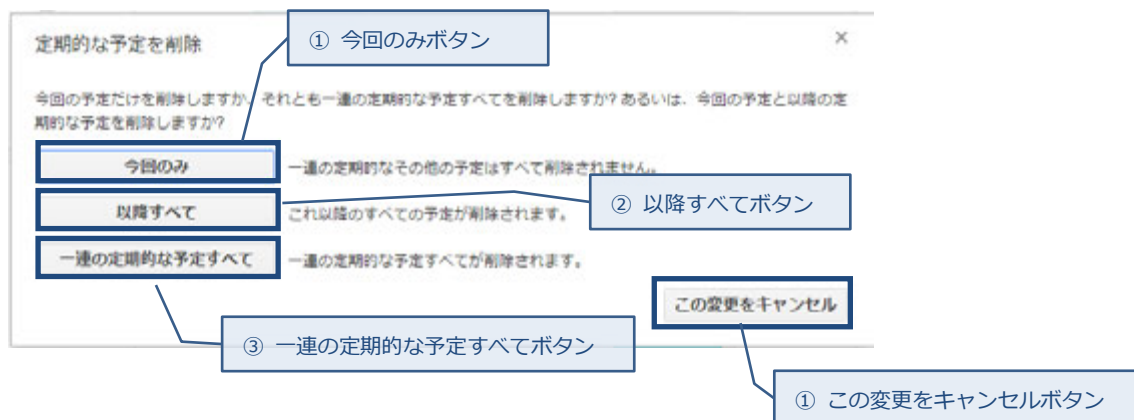 ① 今回のみボタン
定期的な予定を削除
×
今回の予定だけを削除しますか、それとも一連の定期的な予定すべてを削除しますか? あるいは、今回の予定と以降の定
期的な予定を削除しますか?
今回のみ 一連の定期的なその他の予定はすべて削除されません。
② 以降すべてボタン
以降すべて これ以降のすべての予定が削除されます。
一連の定期的な予定すべて 一連の定期的な予定すべてが削除されます。
この変更をキャンセル
③ 一連の定期的な予定すべてボタン
① この変更をキャンセルボタン